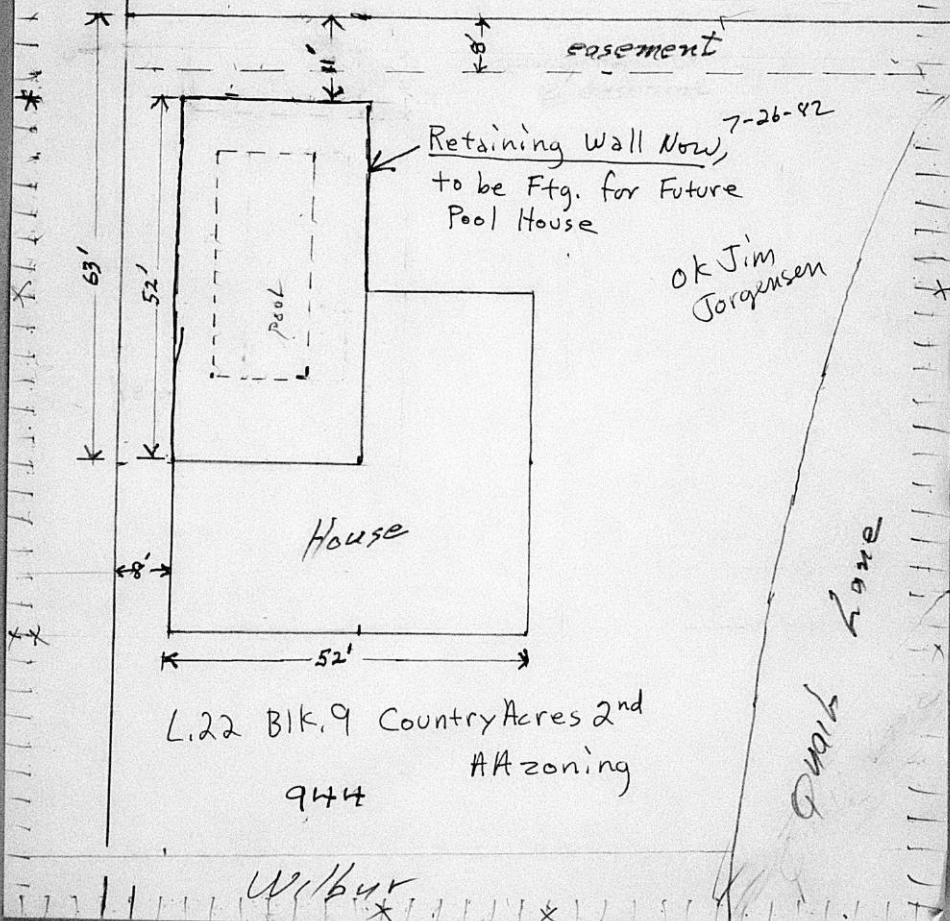 easement
8'
11'
7-26-82
Retaining Wall Now,
to be Ftg. for Future
Pool House
ok Jim
Jorgensen
63'
52'
Pool
House
8'
52'
Quail Lane
L.22 Blk.9 Country Acres 2nd
AA zoning
944
Wilbur